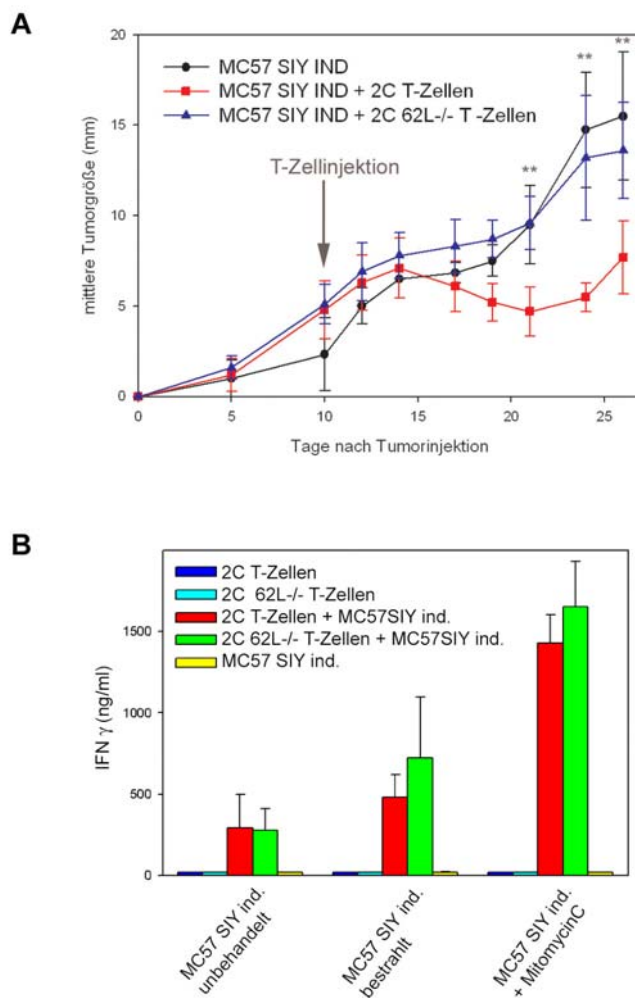 A
20
15
10
5
0
mittlere Tumorgröße (mm)
MC57 SIY IND
MC57 SIY IND + 2C T-Zellen
MC57 SIY IND + 2C 62L-/- T -Zellen
T-Zellinjektion
**
**
**
0 5 10 15 20 25
Tage nach Tumorinjektion
B
1500
1000
500
0
IFN γ (ng/ml)
2C T-Zellen
2C 62L-/- T-Zellen
2C T-Zellen + MC57SIY ind.
2C 62L-/- T-Zellen + MC57SIY ind.
MC57 SIY ind.
MC57 SIY ind.
unbehandelt
MC57 SIY ind.
bestrahlt
MC57 SIY ind.
+ MitomycinC